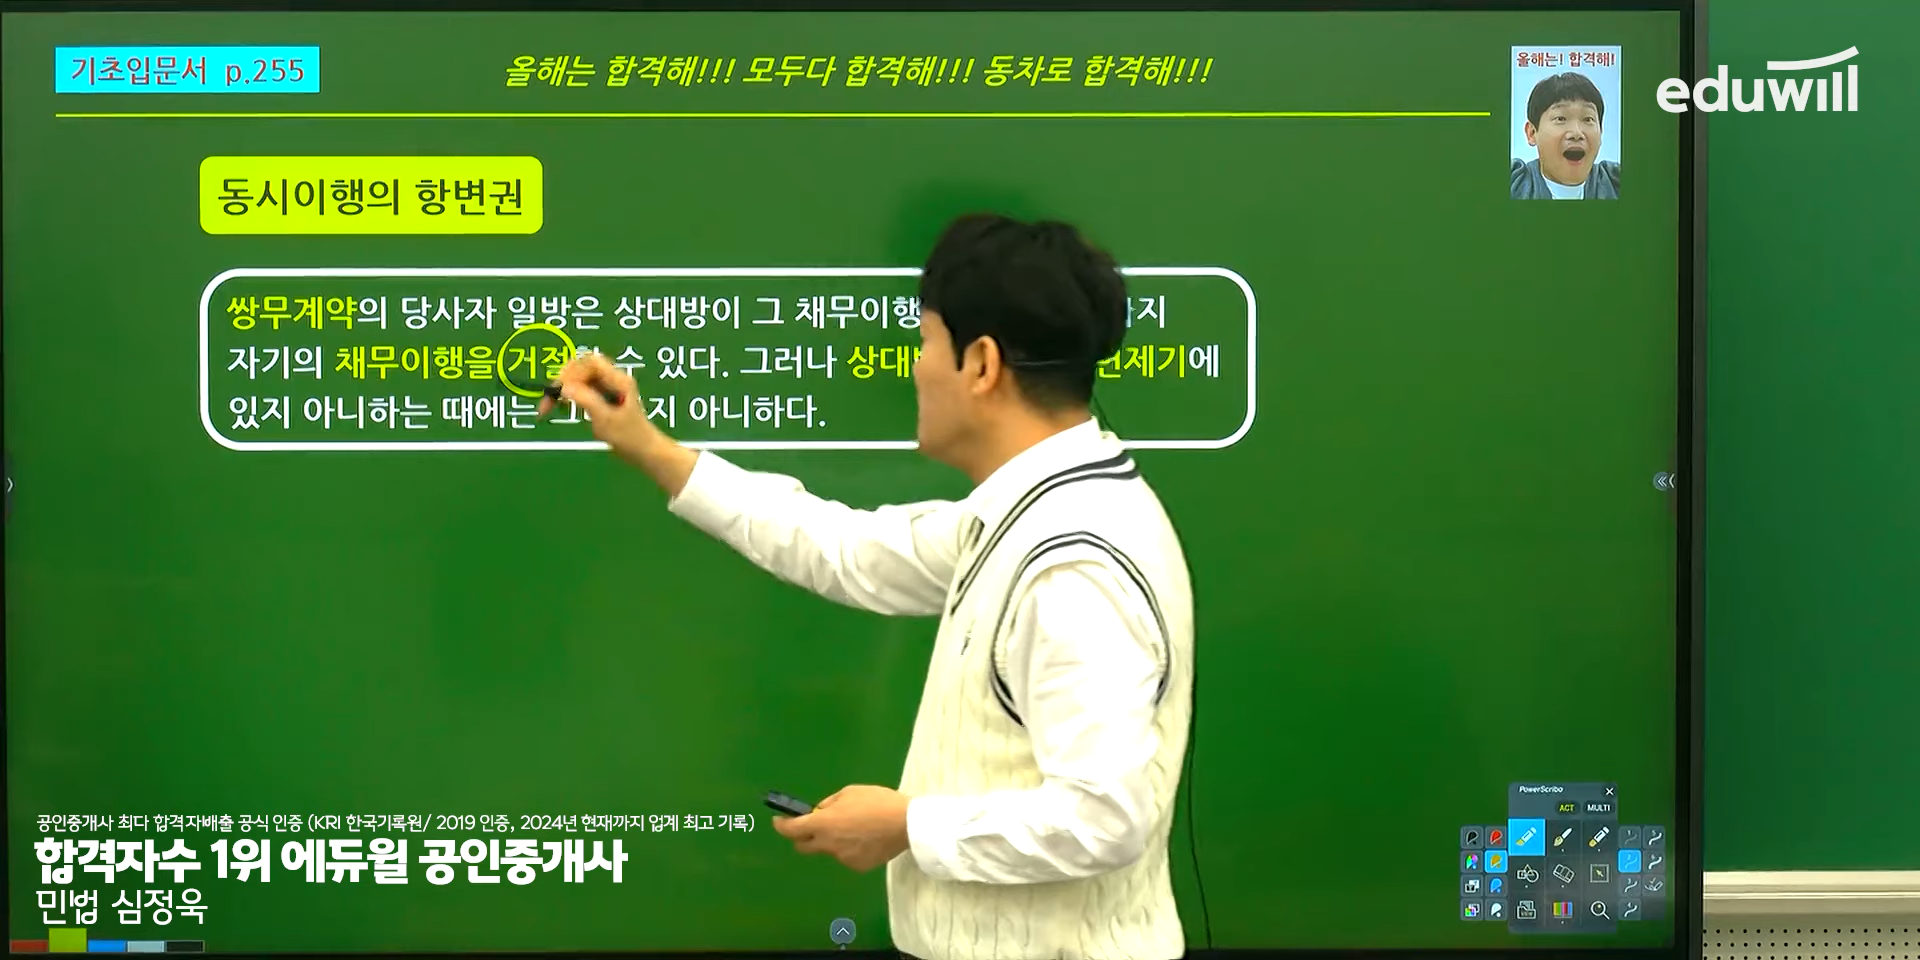 기초입문서 p.255
올해는 합격해!!! 모두다 합격해!!! 동차로 합격해!!!
올해는! 합격해!
eduwill
동시이행의 항변권
쌍무계약의 당사자 일방은 상대방이 그 채무이행
자기의 채무이행을 거절할 수 있다. 그러나 상대 에
있지 아니하는 때에는 아니하다.
공인중개사 최다 합격자배출 공식 인증 (KRI 한국기록원/ 2019 인증, 2024년 현재까지 업계 최고 기록)
합격자수 1위 에듀윌 공인중개사
민법 심정욱
PowerScribo
ACT MULTI